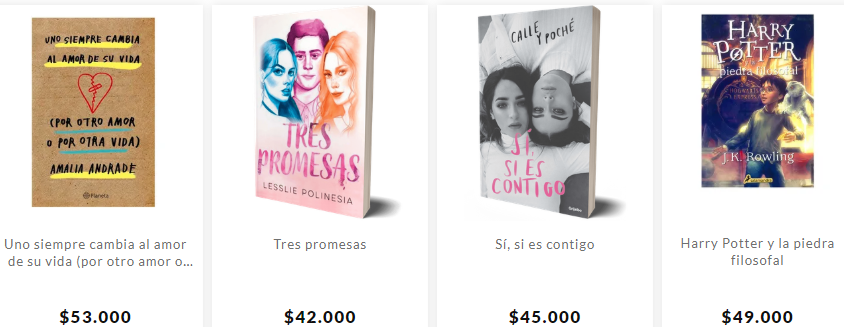 UNO SIEMPRE CAMBIA
AL AMOR DE SU VIDA
(POR OTRO AMOR
O POR OTRA VIDA)
AMALIA ANDRADE
Planeta
TRES
PROMESAS
LESSLIE POLINESIA
CALLE
Y POCHÉ
SÍ,
SI ES
CONTIGO
Grijalbo
HARRY
POTTER
piedra filosofal
J.K. Rowling
Uno siempre cambia al amor
de su vida (por otro amor o...
Tres promesas
Sí, si es contigo
Harry Potter y la piedra
filosofal
$53.000
$42.000
$45.000
$49.000